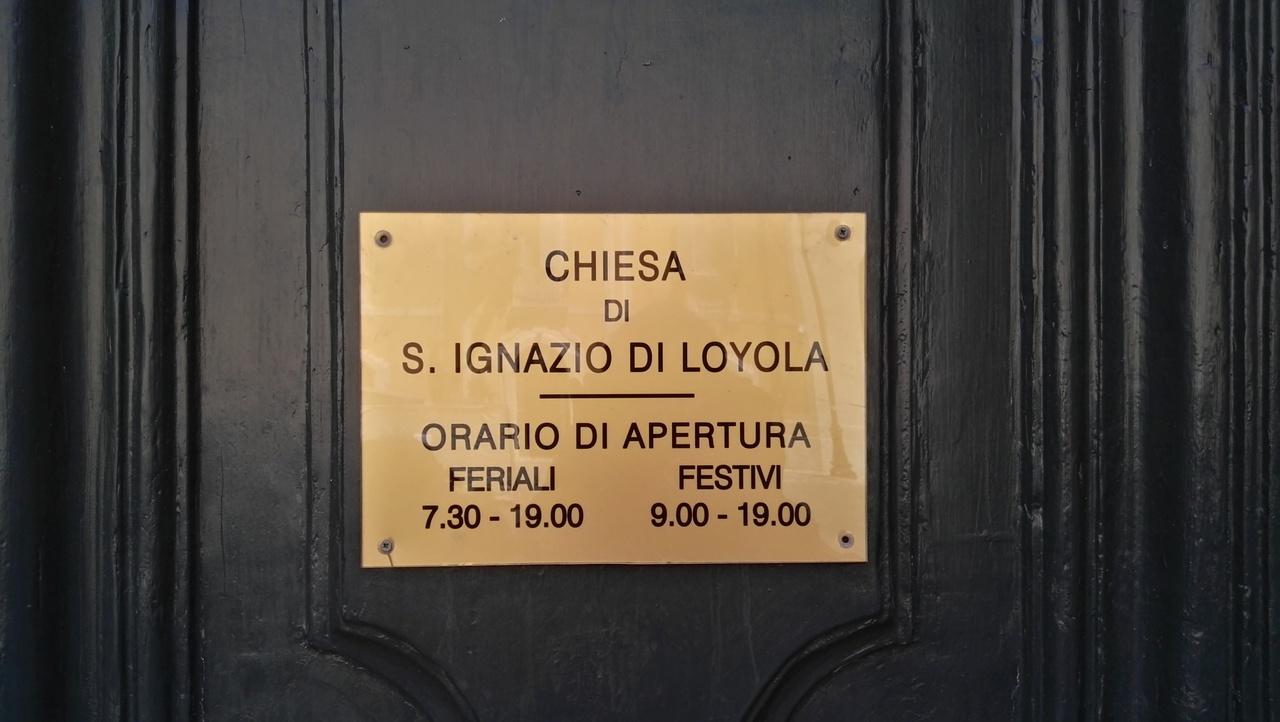 CHIESA
DI
S. IGNAZIO DI LOYOLA
ORARIO DI APERTURA
FERIALI FESTIVI
7.30 - 19.00 9.00 - 19.00